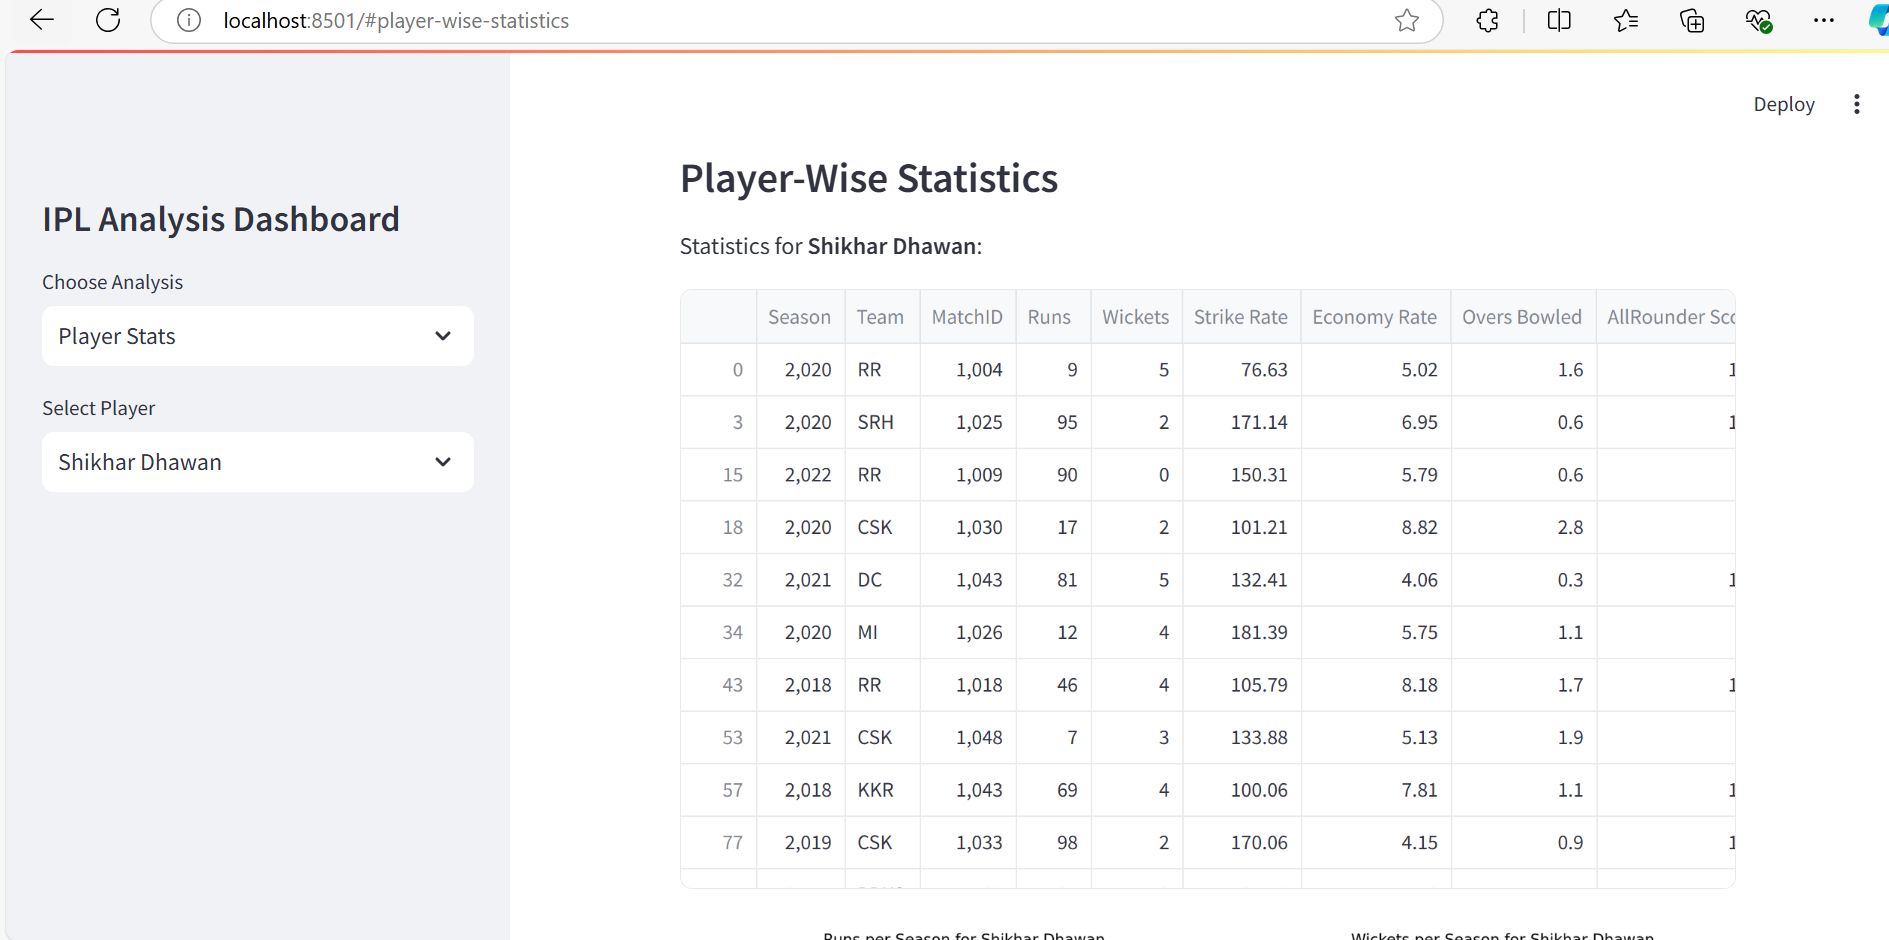 localhost:8501/#player-wise-statistics
Deploy
IPL Analysis Dashboard
Choose Analysis
Player Stats
Select Player
Shikhar Dhawan
Player-Wise Statistics
Statistics for Shikhar Dhawan:
Season Team MatchID Runs Wickets Strike Rate Economy Rate Overs Bowled AllRounder Sco
0 2,020 RR 1,004 9 5 76.63 5.02 1.6 1
3 2,020 SRH 1,025 95 2 171.14 6.95 0.6 1
15 2,022 RR 1,009 90 0 150.31 5.79 0.6
18 2,020 CSK 1,030 17 2 101.21 8.82 2.8
32 2,021 DC 1,043 81 5 132.41 4.06 0.3 1
34 2,020 MI 1,026 12 4 181.39 5.75 1.1
43 2,018 RR 1,018 46 4 105.79 8.18 1.7 1
53 2,021 CSK 1,048 7 3 133.88 5.13 1.9
57 2,018 KKR 1,043 69 4 100.06 7.81 1.1 1
77 2,019 CSK 1,033 98 2 170.06 4.15 0.9 1
Runs per Season for Shikhar Dhawan
Wickets per Season for Shikhar Dhawan